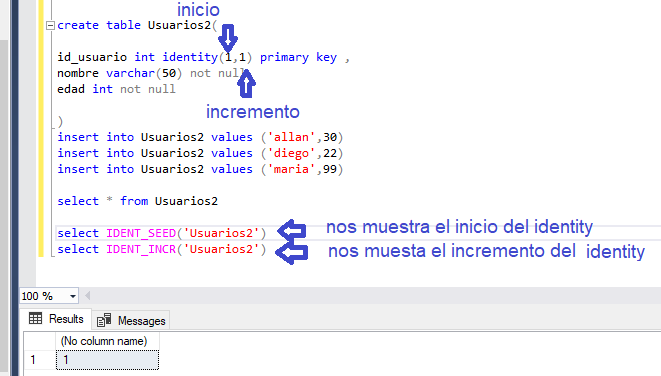 inicio
create table Usuarios2(
id_usuario int identity(1,1) primary key ,
nombre varchar(50) not null
edad int not null
incremento
)
insert into Usuarios2 values ('allan',30)
insert into Usuarios2 values ('diego',22)
insert into Usuarios2 values ('maria',99)
select * from Usuarios2
select IDENT_SEED('Usuarios2') nos muestra el inicio del identity
select IDENT_INCR('Usuarios2') nos muesta el incremento del identity
100 %
Results Messages
(No column name)
1 1